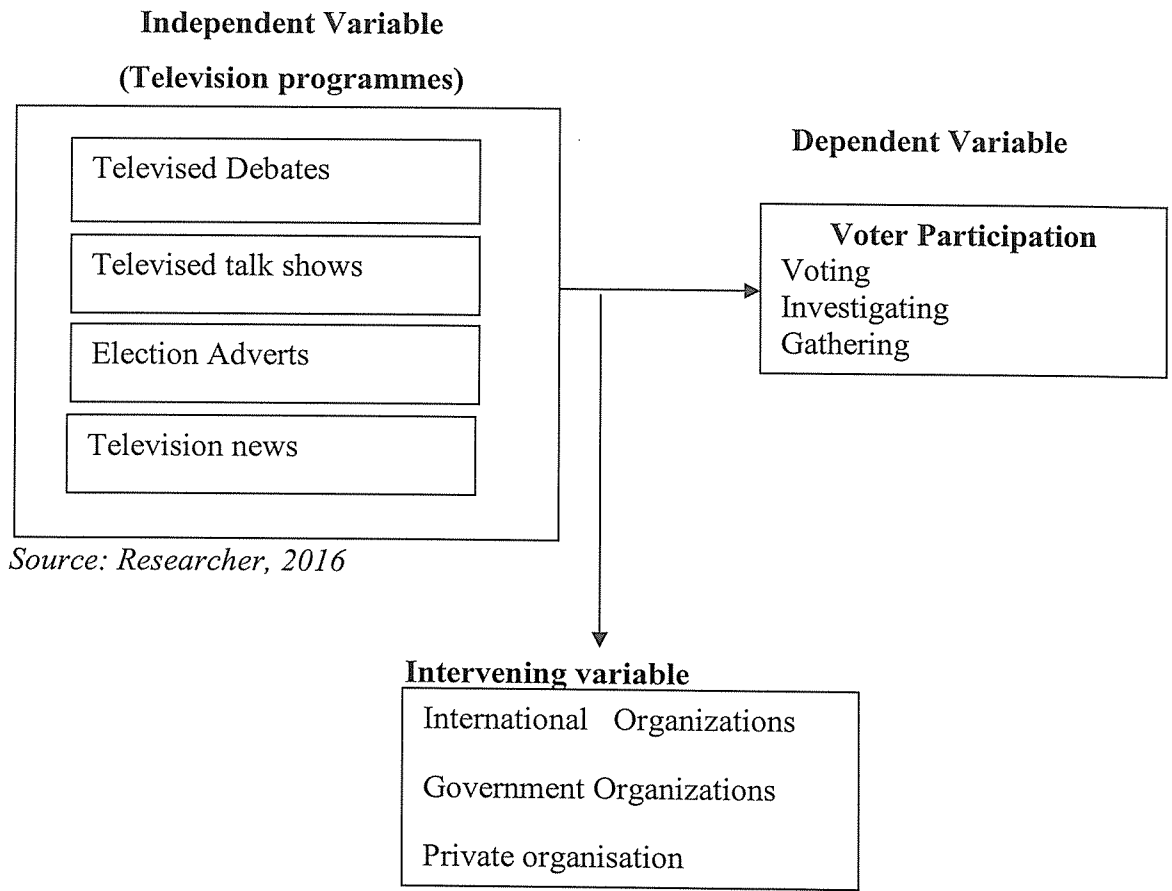 Independent Variable
(Television programmes)
Televised Debates
Televised talk shows
Election Adverts
Television news
Source: Researcher, 2016
Dependent Variable
Voter Participation
Voting
Investigating
Gathering
Intervening variable
International Organizations
Government Organizations
Private organisation